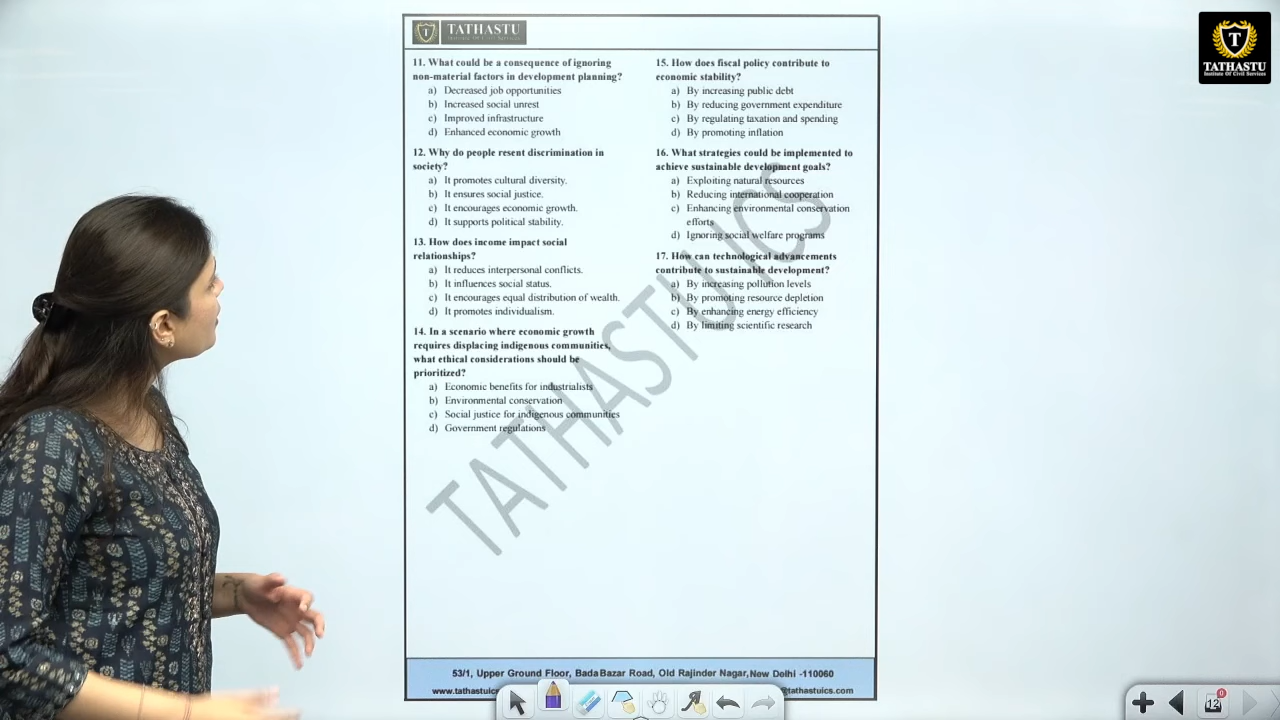 TATHASTU
Institute Of Civil Services
T
TATHASTU
Institute Of Civil Services
11. What could be a consequence of ignoring
non-material factors in development planning?
a) Decreased job opportunities
b) Increased social unrest
c) Improved infrastructure
d) Enhanced economic growth
12. Why do people resent discrimination in
society?
a) It promotes cultural diversity.
b) It ensures social justice.
c) It encourages economic growth.
d) It supports political stability.
13. How does income impact social
relationships?
a) It reduces interpersonal conflicts.
b) It influences social status.
c) It encourages equal distribution of wealth.
d) It promotes individualism.
14. In a scenario where economic growth
requires displacing indigenous communities,
what ethical considerations should be
prioritized?
a) Economic benefits for industrialists
b) Environmental conservation
c) Social justice for indigenous communities
d) Government regulations
15. How does fiscal policy contribute to
economic stability?
a) By increasing public debt
b) By reducing government expenditure
c) By regulating taxation and spending
d) By promoting inflation
16. What strategies could be implemented to
achieve sustainable development goals?
a) Exploiting natural resources
b) Reducing international cooperation
c) Enhancing environmental conservation
efforts
d) Ignoring social welfare programs
17. How can technological advancements
contribute to sustainable development?
a) By increasing pollution levels
b) By promoting resource depletion
c) By enhancing energy efficiency
d) By limiting scientific research
TATHASTU ICS
53/1, Upper Ground Floor, Bada Bazar Road, Old Rajinder Nagar, New Delhi -110060
www.tathastuics
@tathastuics.com
12
0